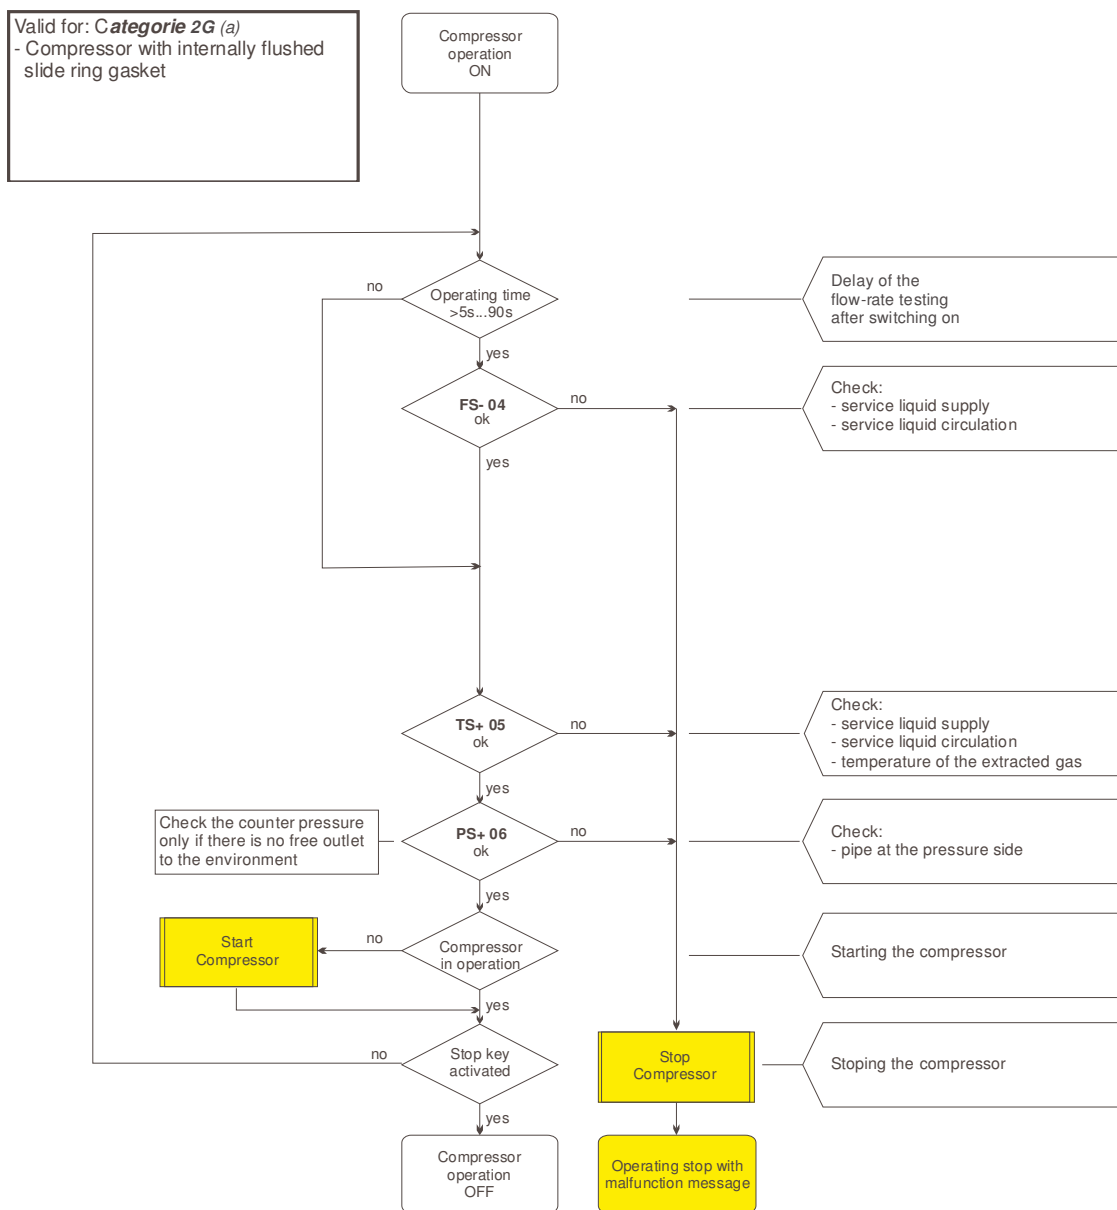 Valid for: Categorie 2G (a)
- Compressor with internally flushed
slide ring gasket
Compressor
operation
ON
no
Operating time
>5s...90s
Delay of the
flow-rate testing
after switching on
yes
FS- 04
ok
no
Check:
- service liquid supply
- service liquid circulation
yes
TS+ 05
ok
no
Check:
- service liquid supply
- service liquid circulation
- temperature of the extracted gas
yes
Check the counter pressure
only if there is no free outlet
to the environment
PS+ 06
ok
no
Check:
- pipe at the pressure side
yes
Start
Compressor
no
Compressor
in operation
Starting the compressor
yes
no
Stop key
activated
Stop
Compressor
Stoping the compressor
yes
Compressor
operation
OFF
Operating stop with
malfunction message